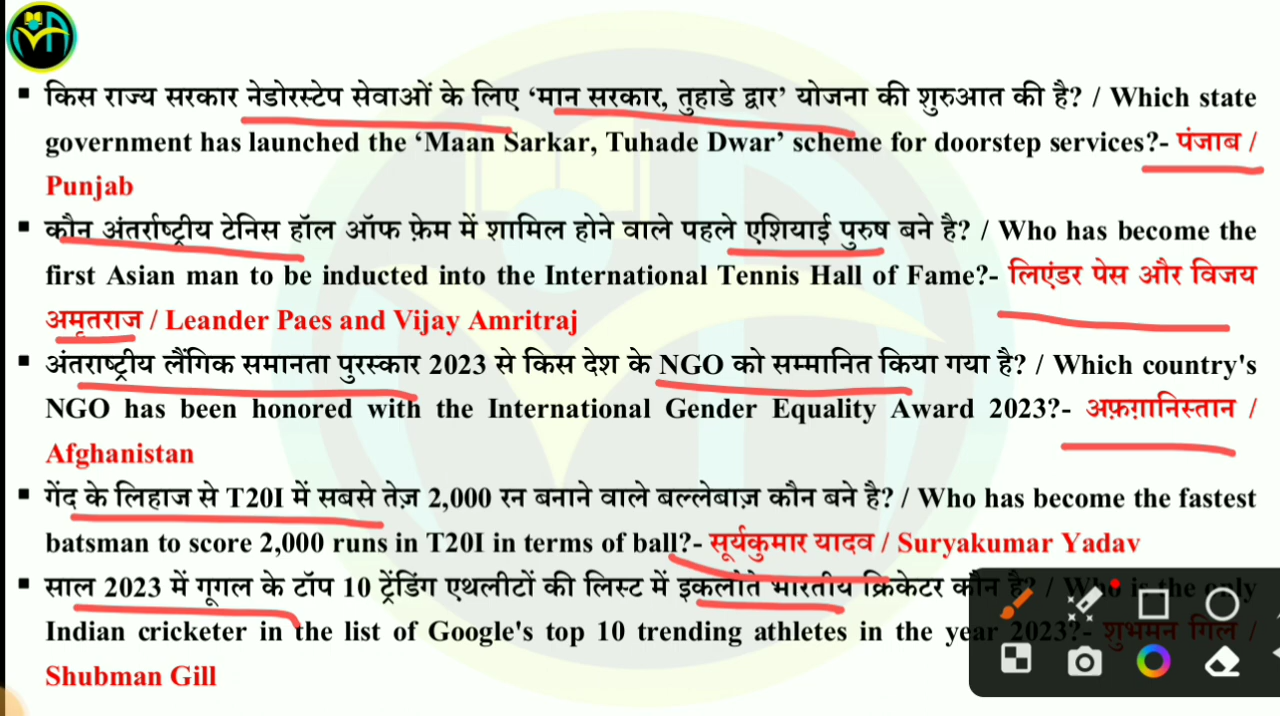 ▪ किस राज्य सरकार नेडोरस्टेप सेवाओं के लिए ‘मान सरकार, तुहाडे द्वार’ योजना की शुरुआत की है? / Which state
government has launched the ‘Maan Sarkar, Tuhade Dwar’ scheme for doorstep services?- पंजाब /
Punjab
▪ कौन अंतर्राष्ट्रीय टेनिस हॉल ऑफ फ़ेम में शामिल होने वाले पहले एशियाई पुरुष बने है? / Who has become the
first Asian man to be inducted into the International Tennis Hall of Fame?- लिएंडर पेस और विजय
अमृतराज / Leander Paes and Vijay Amritraj
▪ अंतराष्ट्रीय लैंगिक समानता पुरस्कार 2023 से किस देश के NGO को सम्मानित किया गया है? / Which country's
NGO has been honored with the International Gender Equality Award 2023?- अफ़ग़ानिस्तान /
Afghanistan
▪ गेंद के लिहाज से T20I में सबसे तेज़ 2,000 रन बनाने वाले बल्लेबाज़ कौन बने है? / Who has become the fastest
batsman to score 2,000 runs in T20I in terms of ball?- सूर्यकुमार यादव / Suryakumar Yadav
▪ साल 2023 में गूगल के टॉप 10 ट्रेंडिंग एथलीटों की लिस्ट में इकलौते भारतीय क्रिकेटर कौन है? / Who is the only
Indian cricketer in the list of Google's top 10 trending athletes in the year 2023?- शुभमन गिल /
Shubman Gill